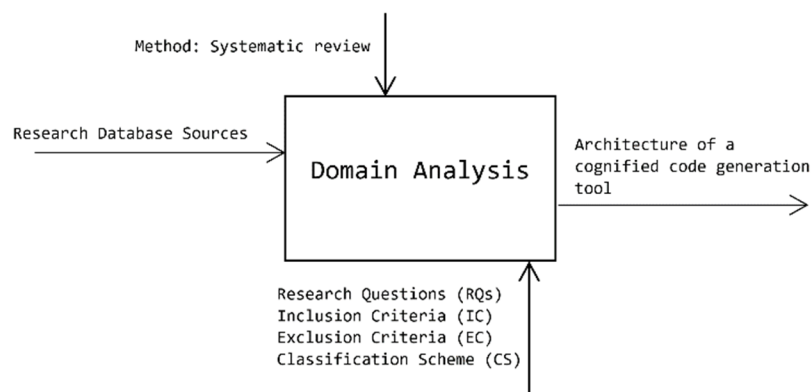 Method: Systematic review
Research Database Sources
Domain Analysis
Architecture of a
cognified code generation
tool
Research Questions (RQs)
Inclusion Criteria (IC)
Exclusion Criteria (EC)
Classification Scheme (CS)